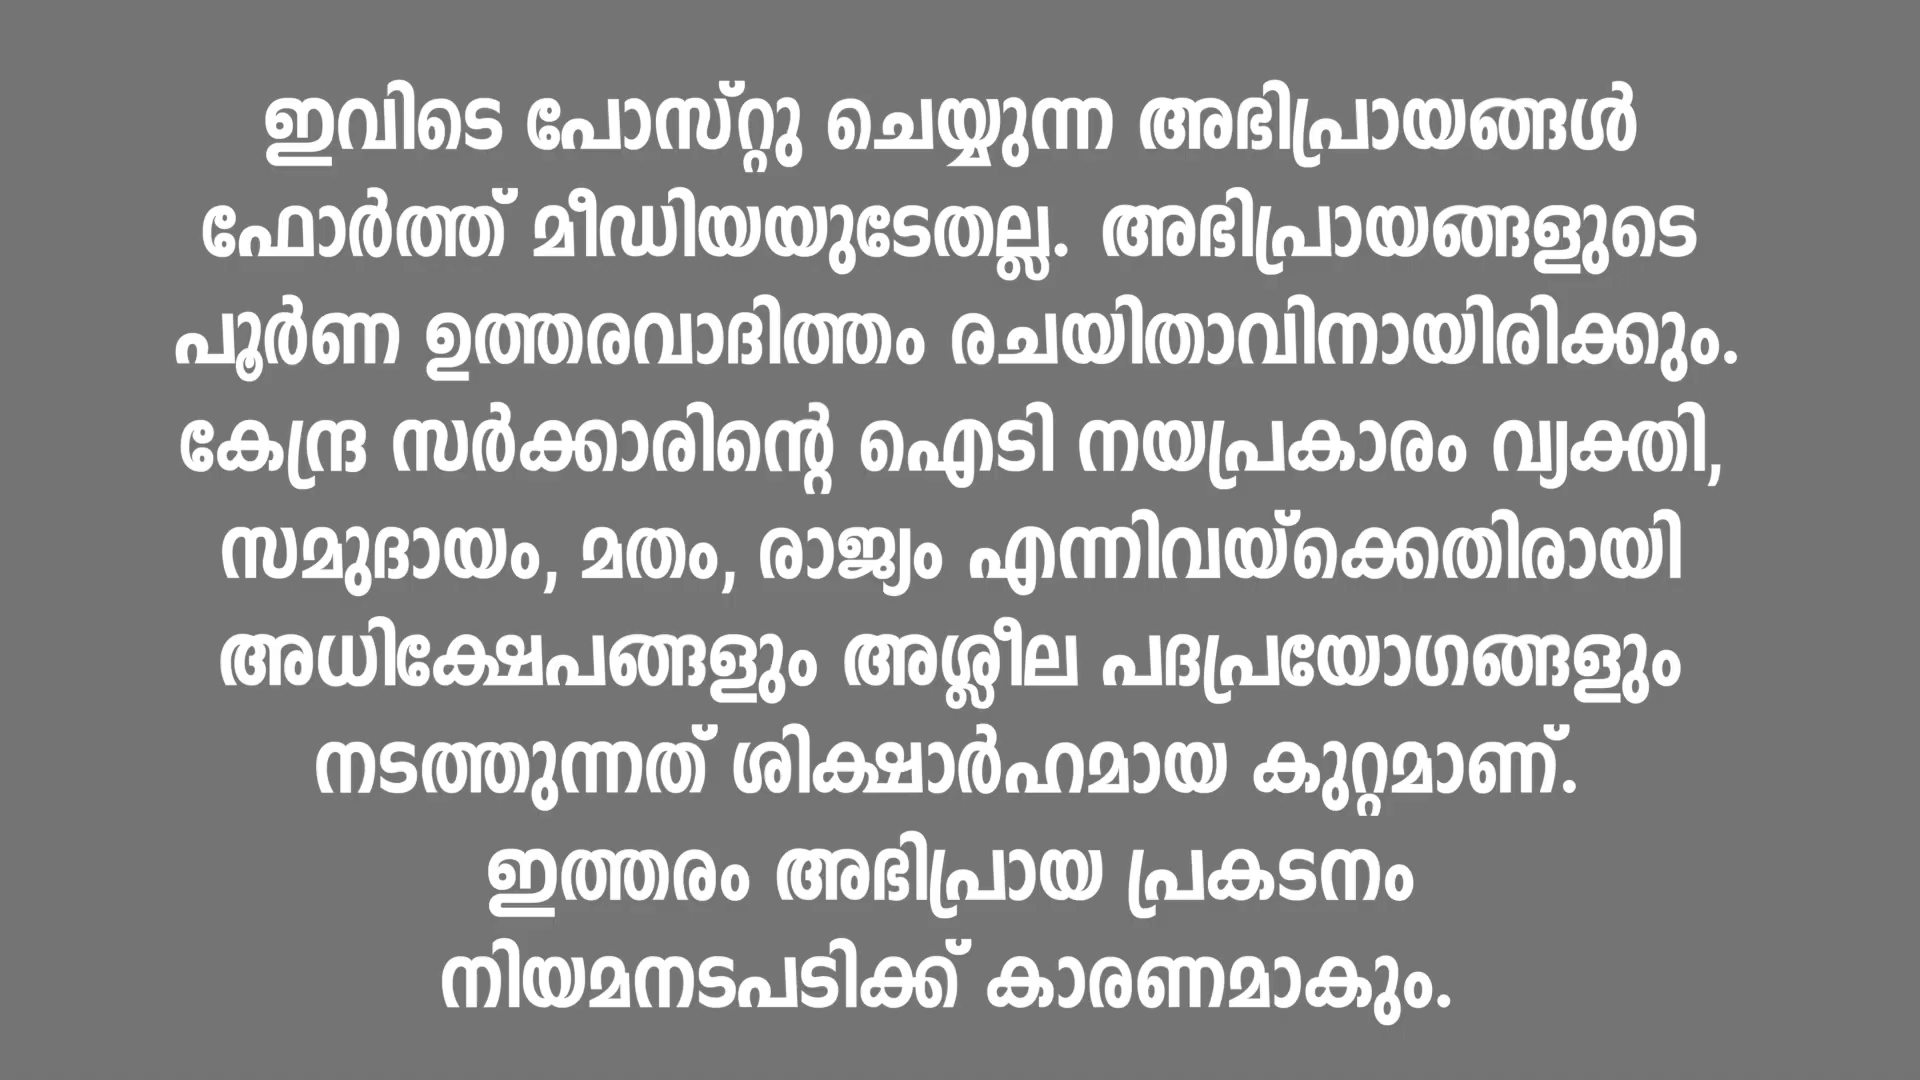 ഇവിടെ പോസ്റ്റു ചെയ്യുന്ന അഭിപ്രായങ്ങൾ
ഫോർത്ത് മീഡിയയുടേതല്ല. അഭിപ്രായങ്ങളുടെ
പൂർണ ഉത്തരവാദിത്തം രചയിതാവിനായിരിക്കും.
കേന്ദ്ര സർക്കാരിന്റെ ഐടി നയപ്രകാരം വ്യക്തി,
സമുദായം, മതം, രാജ്യം എന്നിവയ്ക്കെതിരായി
അധിക്ഷേപങ്ങളും അശ്ലീല പദപ്രയോഗങ്ങളും
നടത്തുന്നത് ശിക്ഷാർഹമായ കുറ്റമാണ്.
ഇത്തരം അഭിപ്രായ പ്രകടനം
നിയമനടപടിക്ക് കാരണമാകും.